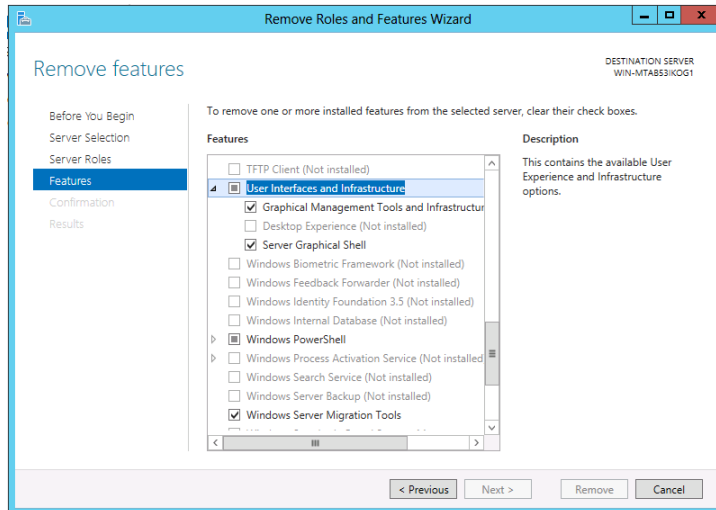 Remove Roles and Features Wizard
Remove features
DESTINATION SERVER
WIN-MTAB53IKOG1
Before You Begin
Server Selection
Server Roles
Features
Confirmation
Results
To remove one or more installed features from the selected server, clear their check boxes.
Features
TFTP Client (Not installed)
User Interfaces and Infrastructure
Graphical Management Tools and Infrastructur
Desktop Experience (Not installed)
Server Graphical Shell
Windows Biometric Framework (Not installed)
Windows Feedback Forwarder (Not installed)
Windows Identity Foundation 3.5 (Not installed)
Windows Internal Database (Not installed)
Windows PowerShell
Windows Process Activation Service (Not installed
Windows Search Service (Not installed)
Windows Server Backup (Not installed)
Windows Server Migration Tools
Description
This contains the available User
Experience and Infrastructure
options.
< Previous
Next >
Remove
Cancel